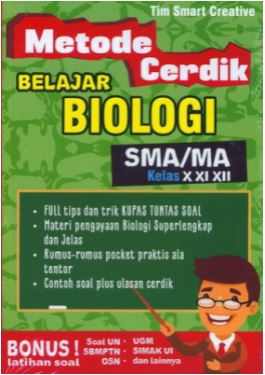 Tim Smart Creative
Metode
Cerdik
BELAJAR
BIOLOGI
SMA/MA
Kelas X XI XII
• FULL tips dan trik KUPAS TUNTAS SOAL
• Materi pengayaan Biologi Superlengkap
dan Jelas
• Rumus-rumus pocket praktis ala
tentor
• Contoh soal plus ulasan cerdik
BONUS!
latihan soal
Soal UN • UGM
SBMPTN • SIMAK UI
OSN • dan lainnya